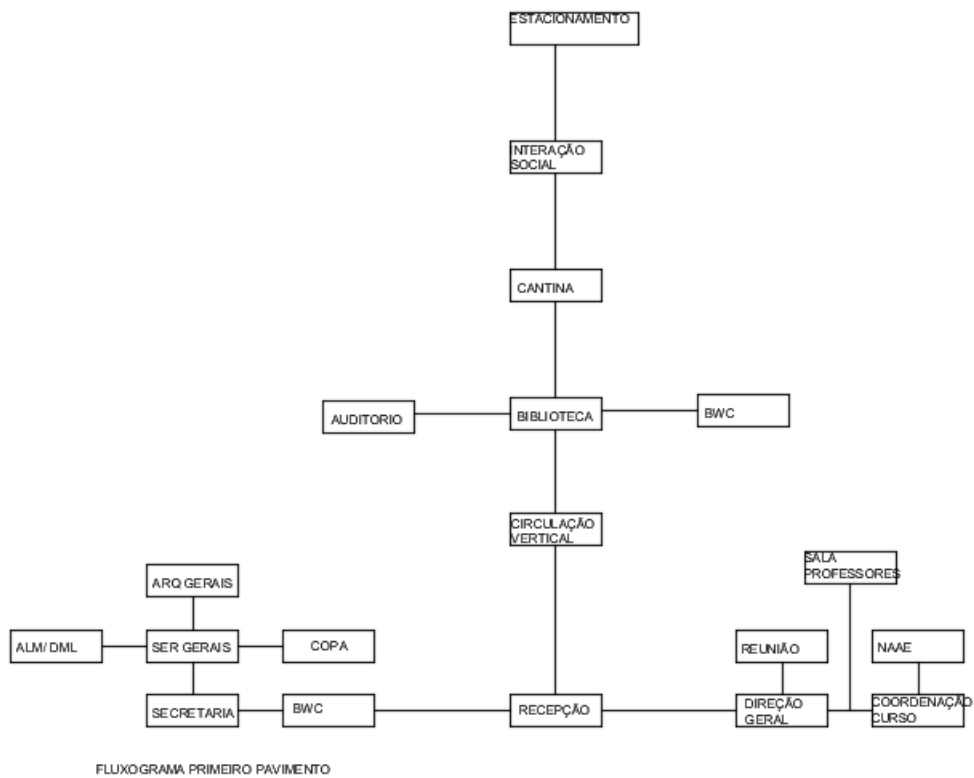 ESTACIONAMENTO
INTERAÇÃO
SOCIAL
CANTINA
AUDITORIO
BIBLIOTECA
BWC
CIRCULAÇÃO
VERTICAL
SALA
PROFESSORES
ARQ GERAIS
ALM/ DML
SER GERAIS
COPA
REUNIÃO
NAAE
SECRETARIA
BWC
RECEPÇÃO
DIREÇÃO
GERAL
COORDENAÇÃO
CURSO
FLUXOGRAMA PRIMEIRO PAVIMENTO